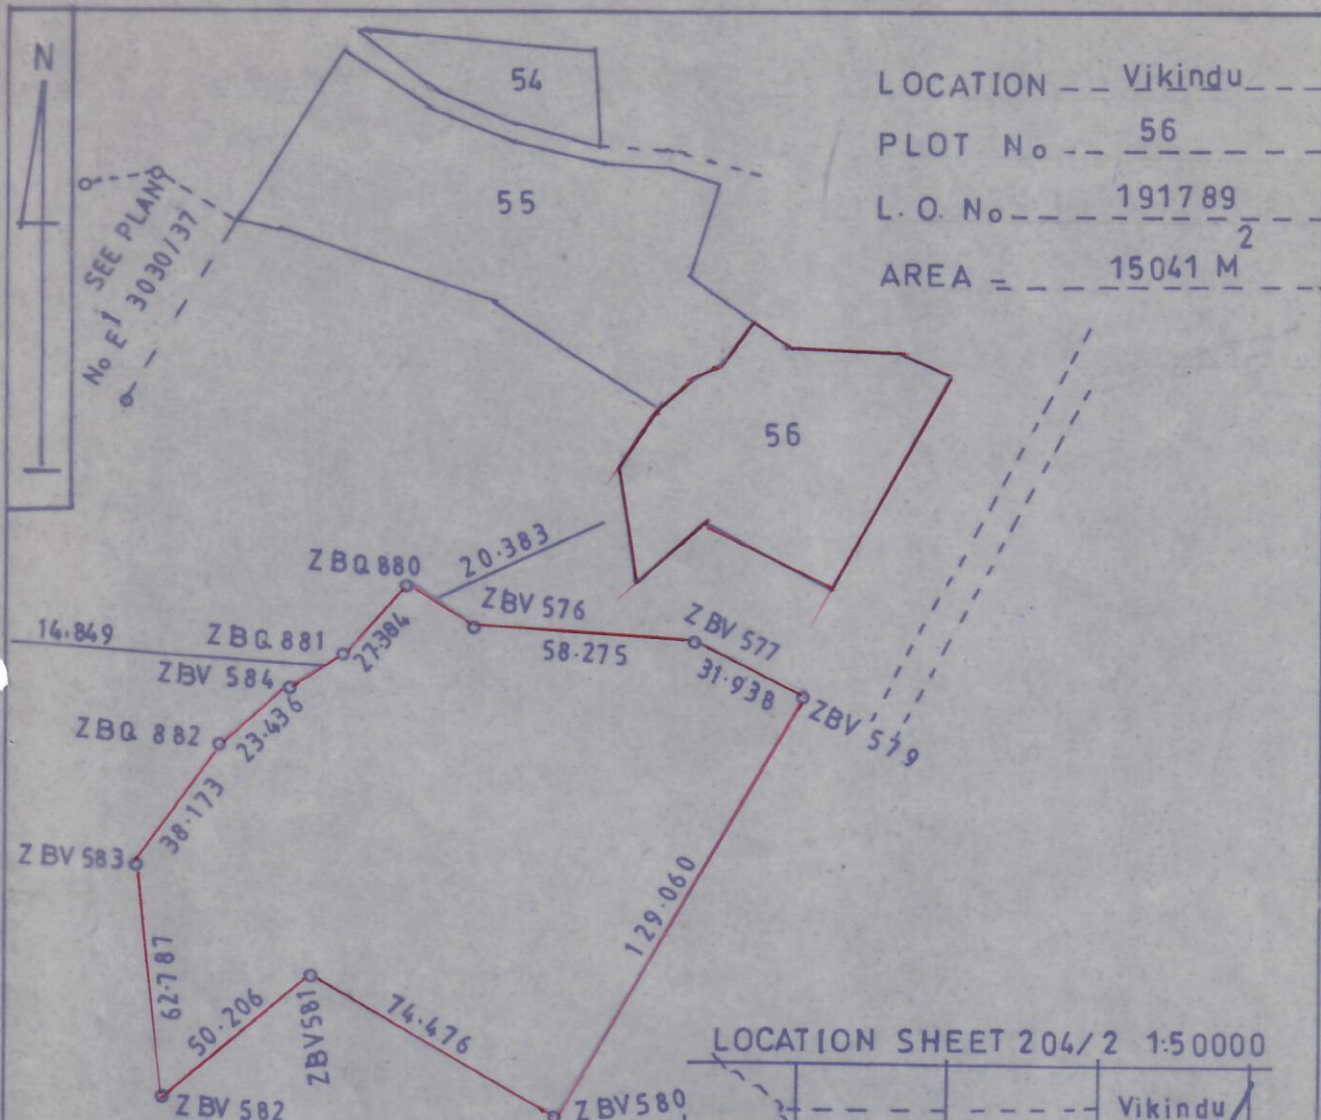 N
54
LOCATION Vikindu
PLOT No 56
L. O. No 191789
AREA = 15041 M2
SEE PLAN
No E1 3030/37
55
56
20·383
ZBQ 880
ZBV 576
14·849
ZBQ 881
27·384
58·275
ZBV 577
ZBV 584
31·938
ZBV 579
ZBQ 882
23·436
38·173
ZBV 583
129·060
62·787
50·206
ZBV581
74·476
LOCATION SHEET 204/2 1:50000
ZBV 582
ZBV580
Vikindu